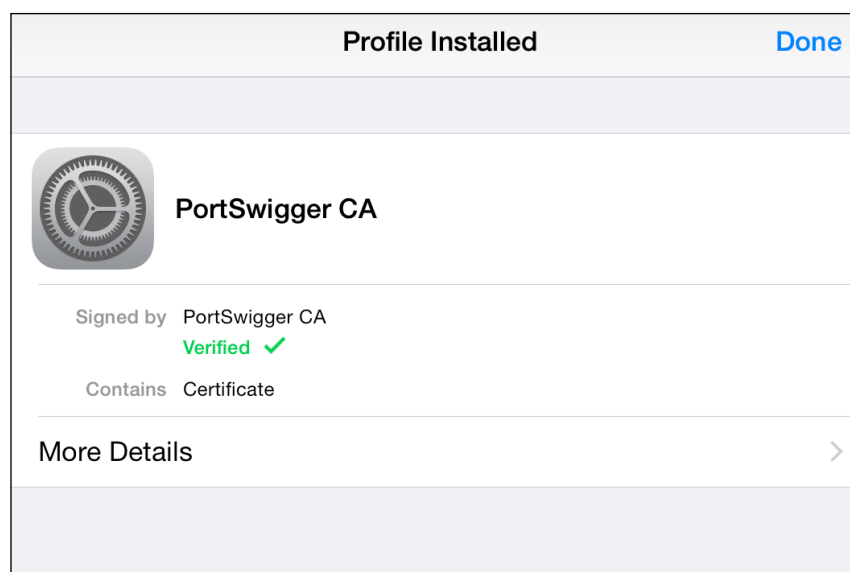 Profile Installed Done
PortSwigger CA
Signed by PortSwigger CA
Verified
Contains Certificate
More Details